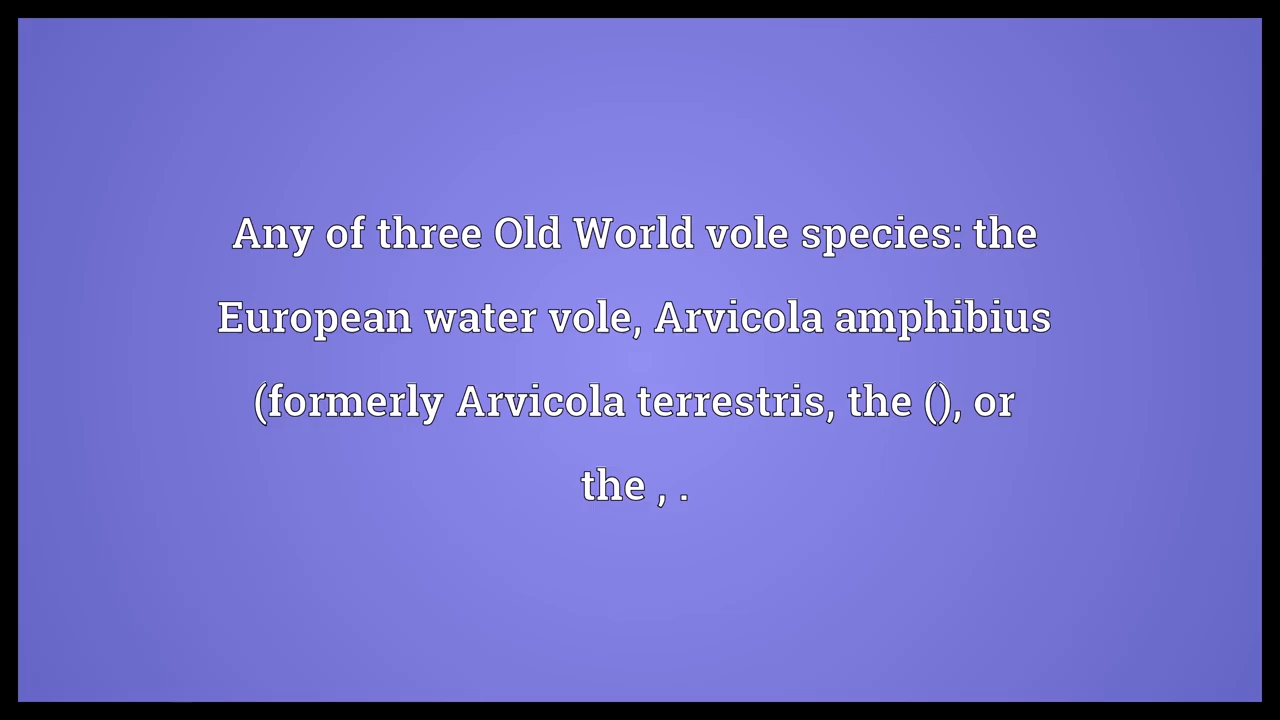 Any of three Old World vole species: the
European water vole, Arvicola amphibius
(formerly Arvicola terrestris, the (), or
the , .